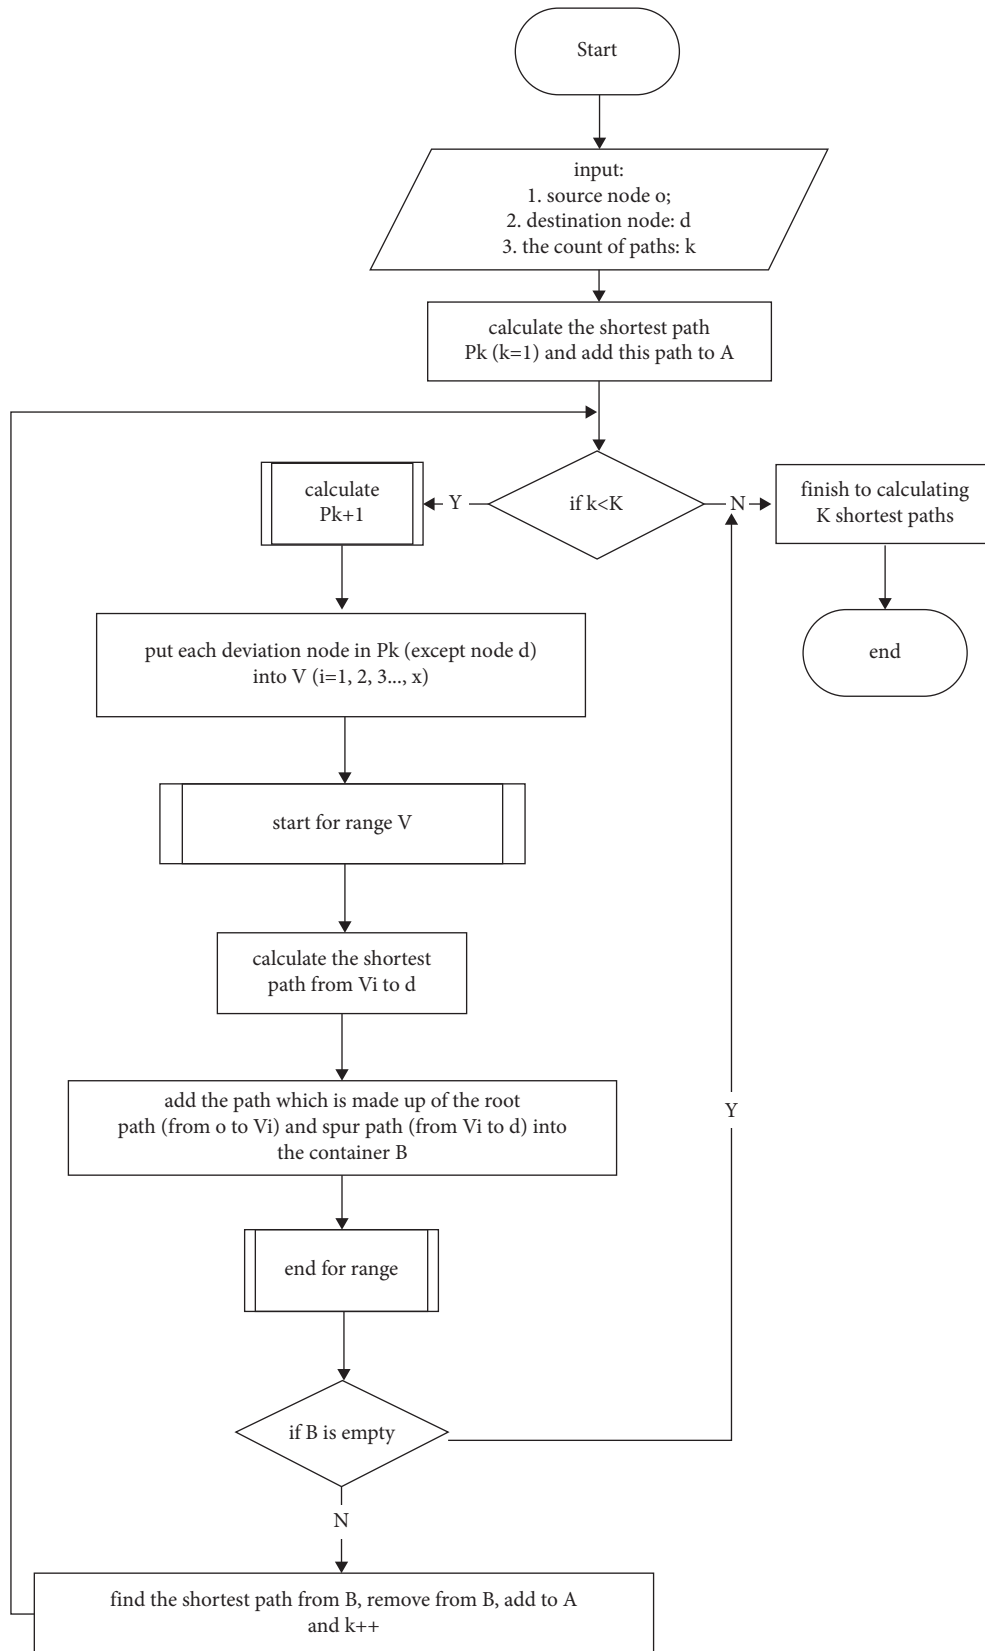 Start
input:
1. source node o;
2. destination node: d
3. the count of paths: k
calculate the shortest path
Pk (k=1) and add this path to A
calculate
Pk+1
Y
if k<K
N
finish to calculating
K shortest paths
put each deviation node in Pk (except node d)
into V (i=1, 2, 3..., x)
end
start for range V
calculate the shortest
path from Vi to d
add the path which is made up of the root
path (from o to Vi) and spur path (from Vi to d) into
the container B
Y
end for range
if B is empty
N
find the shortest path from B, remove from B, add to A
and k++